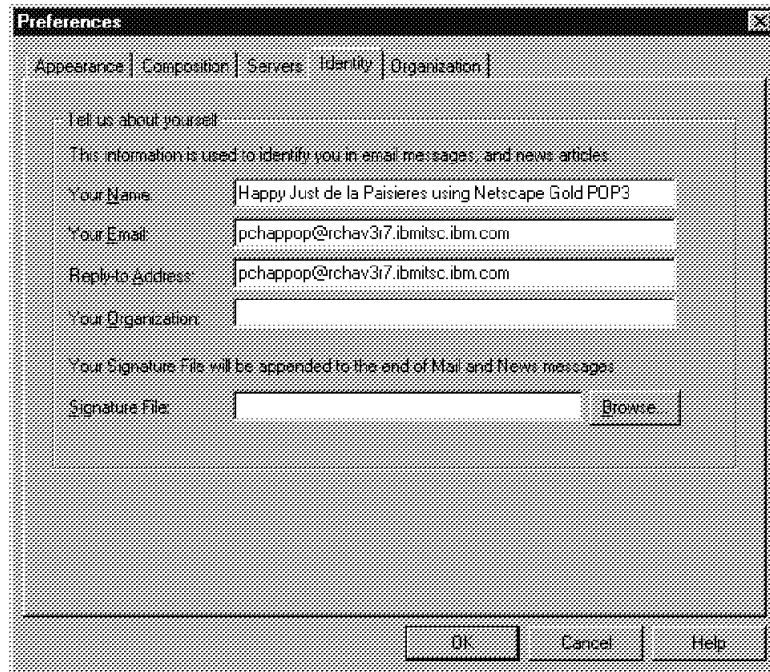 Preferences
Appearance Composition Servers Identity Organization
Tell us about yourself
This information is used to identify you in email messages, and news articles.
Your Name: Happy Just de la Paisieres using Netscape Gold POP3
Your Email: pchappop@rchav3r7.ibmitsc.ibm.com
Reply-to Address: pchappop@rchav3r7.ibmitsc.ibm.com
Your Organization:
Your Signature File will be appended to the end of Mail and News messages
Signature File: Browse...
OK Cancel Help